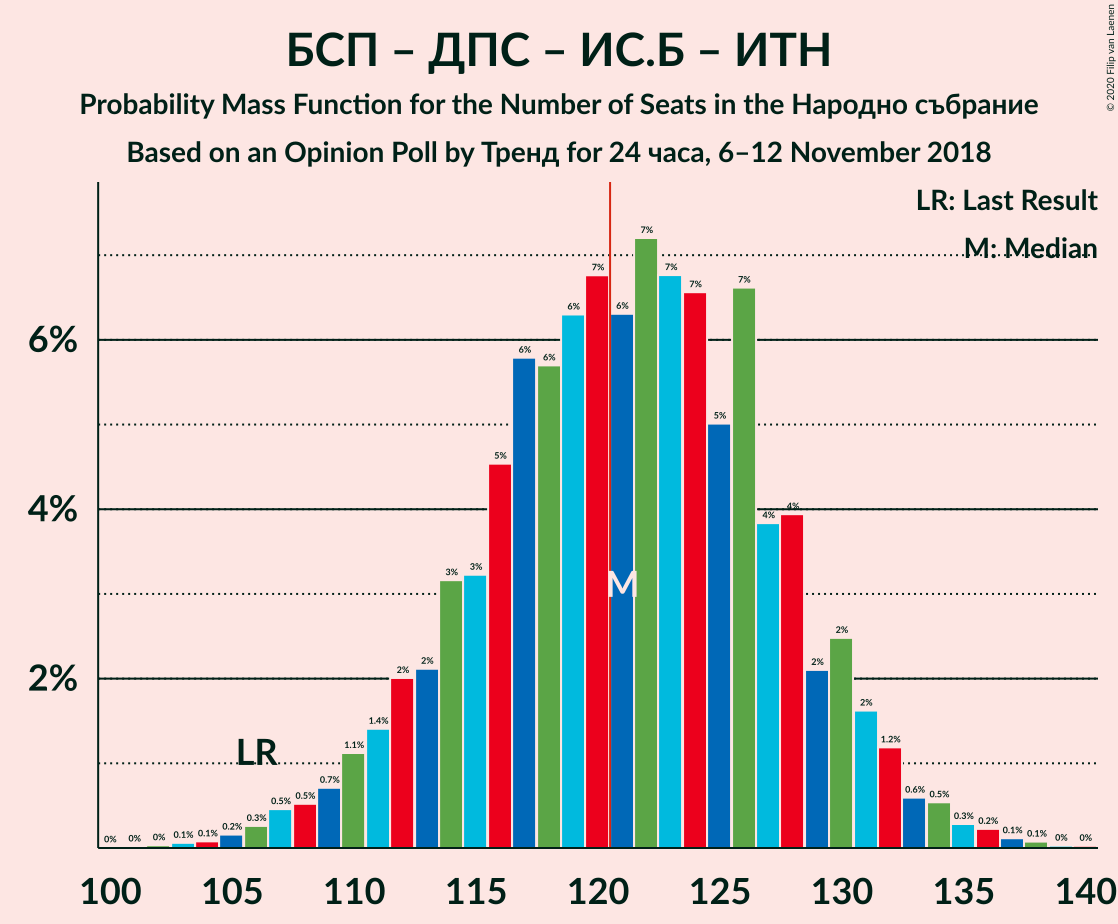 БСП – ДПС – ИС.Б – ИТН
Probability Mass Function for the Number of Seats in the Народно събрание
Based on an Opinion Poll by Тренд for 24 часа, 6–12 November 2018
© 2020 Filip van Laenen
LR: Last Result
M: Median
6%
4%
2%
0% 0% 0% 0.1% 0.1% 0.2% 0.3% 0.5% 0.5% 0.7% 1.1% 1.4% 2% 2% 3% 3% 5% 6% 6% 6% 7% 6% 7% 7% 7% 5% 7% 4% 4% 2% 2% 2% 1.2% 0.6% 0.5% 0.3% 0.2% 0.1% 0.1% 0% 0%
LR
M
100 105 110 115 120 125 130 135 140